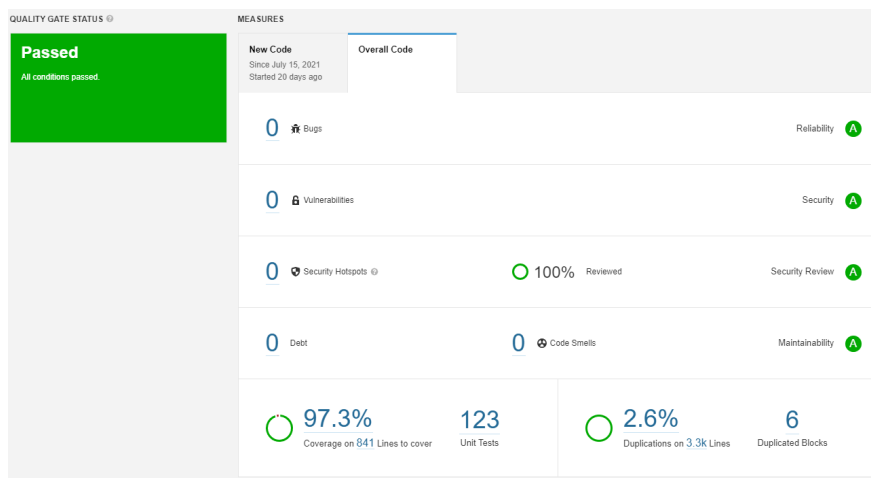 QUALITY GATE STATUS
MEASURES
Passed
All conditions passed.
New Code
Since July 15, 2021
Started 20 days ago
Overall Code
0 Bugs Reliability A
0 Vulnerabilities Security A
0 Security Hotspots ? 100% Reviewed Security Review A
0 Debt 0 Code Smells Maintainability A
97.3%
Coverage on 841 Lines to cover
123
Unit Tests
2.6%
Duplications on 3.3k Lines
6
Duplicated Blocks